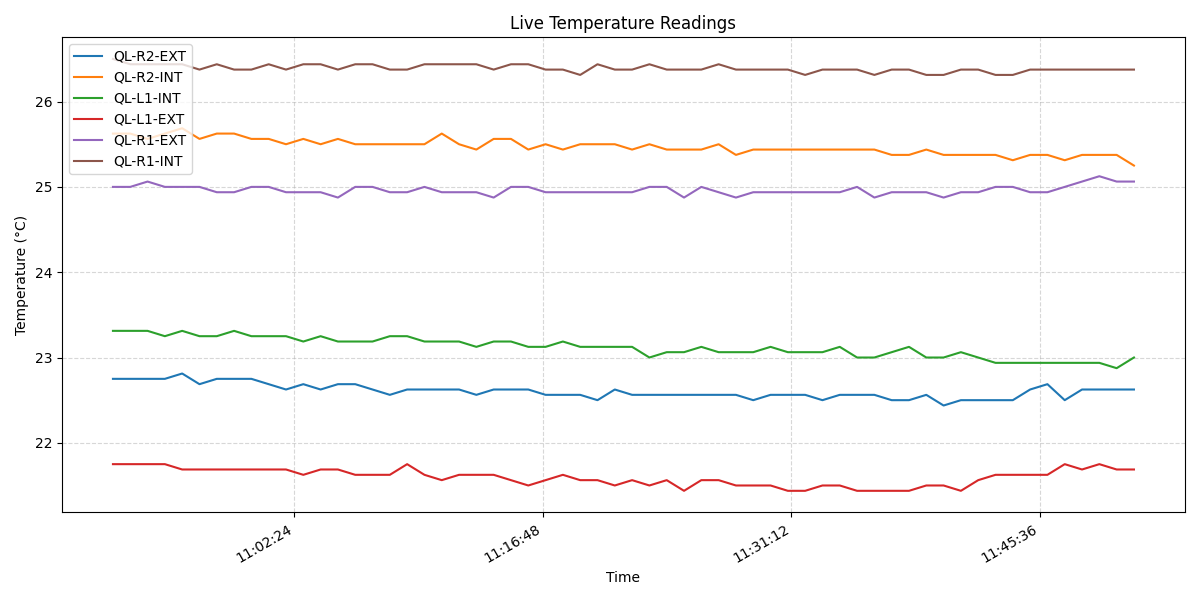 Live Temperature Readings
QL-R2-EXT
QL-R2-INT
QL-L1-INT
QL-L1-EXT
QL-R1-EXT
QL-R1-INT
26
25
24
23
22
Temperature (°C)
11:02:24
11:16:48
11:31:12
11:45:36
Time